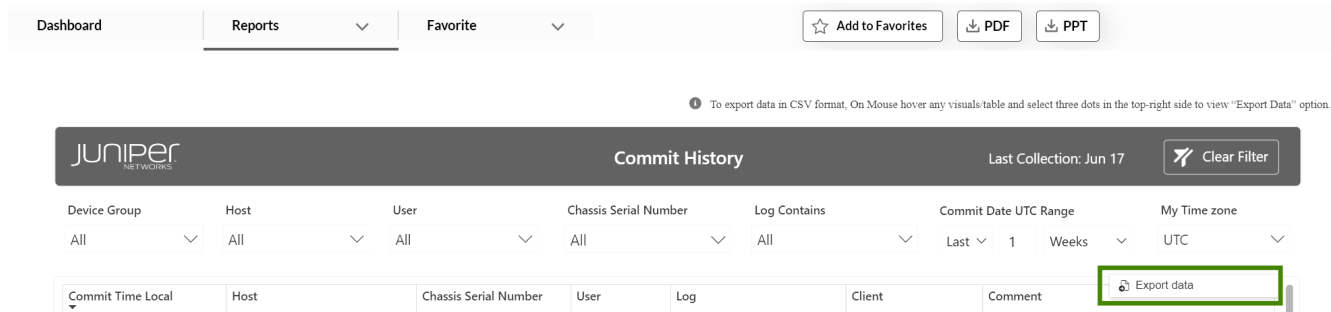 Dashboard Reports Favorite Add to Favorites PDF PPT
To export data in CSV format, On Mouse hover any visuals/table and select three dots in the top-right side to view “Export Data” option.
JUNIPER NETWORKS Commit History Last Collection: Jun 17 Clear Filter
Device Group Host User Chassis Serial Number Log Contains Commit Date UTC Range My Time zone
All All All All All Last 1 Weeks UTC
Export data
Commit Time Local Host Chassis Serial Number User Log Client Comment